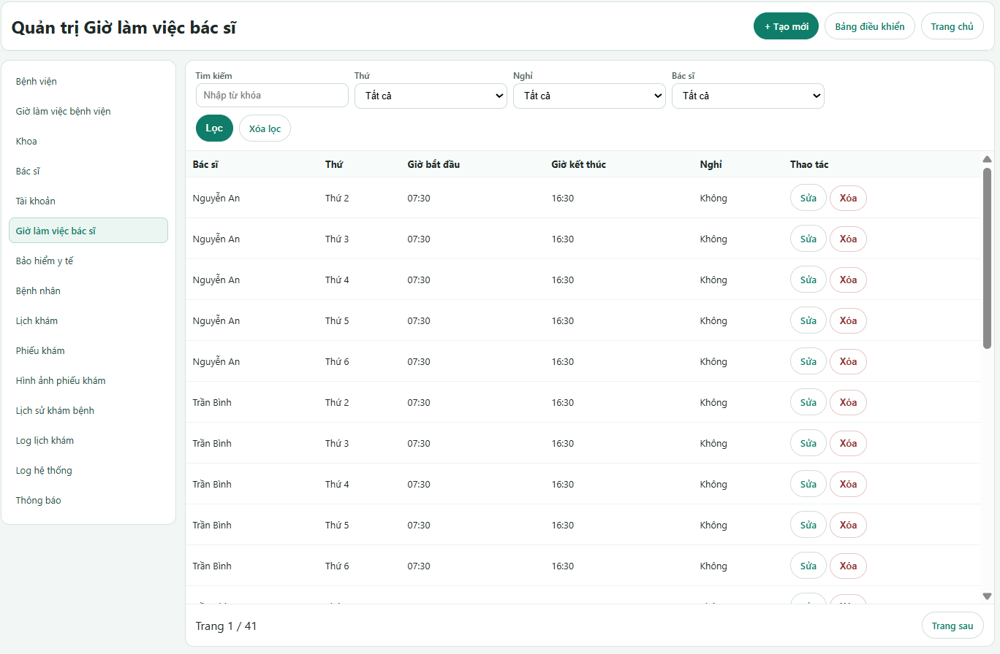 Quản trị Giờ làm việc bác sĩ
+ Tạo mới
Bảng điều khiển
Trang chủ
Bệnh viện
Giờ làm việc bệnh viện
Khoa
Bác sĩ
Tài khoản
Giờ làm việc bác sĩ
Bảo hiểm y tế
Bệnh nhân
Lịch khám
Phiếu khám
Hình ảnh phiếu khám
Lịch sử khám bệnh
Log lịch khám
Log hệ thống
Thông báo
Tìm kiếm Thứ Nghỉ Bác sĩ
Nhập từ khóa Tất cả Tất cả Tất cả
Lọc Xóa lọc
Bác sĩ Thứ Giờ bắt đầu Giờ kết thúc Nghỉ Thao tác
Nguyễn An Thứ 2 07:30 16:30 Không Sửa Xóa
Nguyễn An Thứ 3 07:30 16:30 Không Sửa Xóa
Nguyễn An Thứ 4 07:30 16:30 Không Sửa Xóa
Nguyễn An Thứ 5 07:30 16:30 Không Sửa Xóa
Nguyễn An Thứ 6 07:30 16:30 Không Sửa Xóa
Trần Bình Thứ 2 07:30 16:30 Không Sửa Xóa
Trần Bình Thứ 3 07:30 16:30 Không Sửa Xóa
Trần Bình Thứ 4 07:30 16:30 Không Sửa Xóa
Trần Bình Thứ 5 07:30 16:30 Không Sửa Xóa
Trần Bình Thứ 6 07:30 16:30 Không Sửa Xóa
Trang 1 / 41
Trang sau